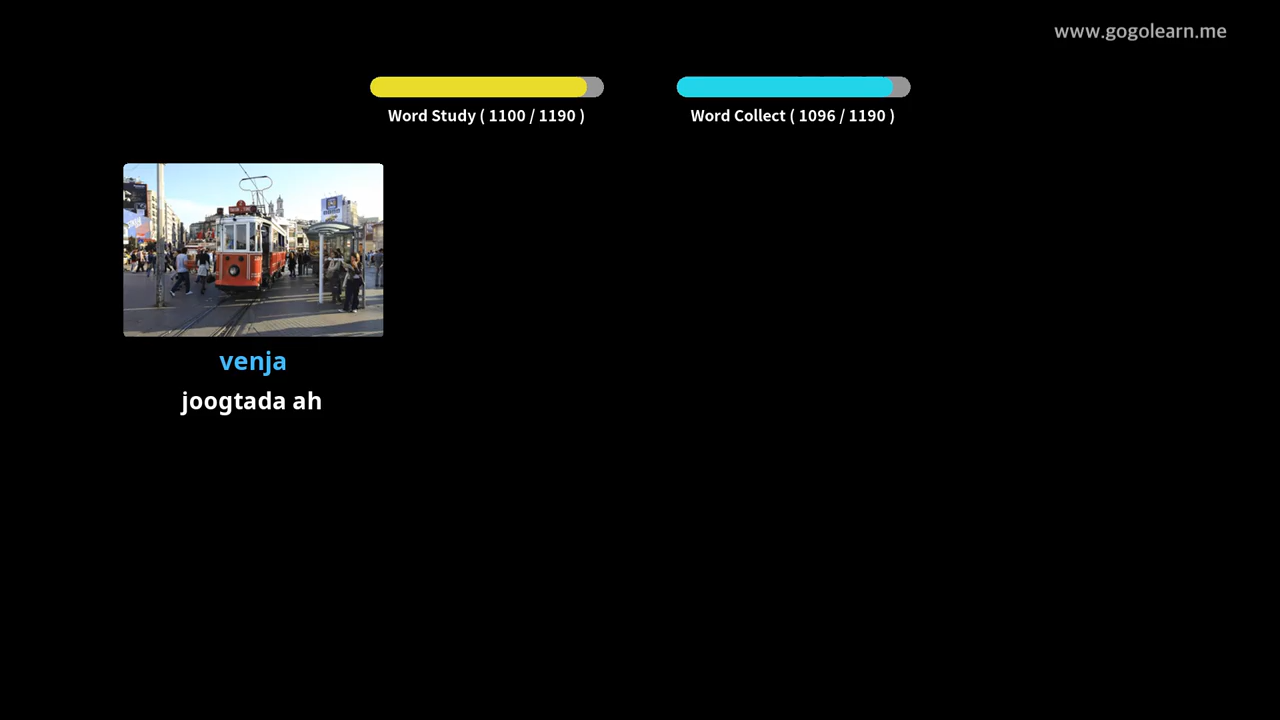 www.gogolearn.me
Word Study ( 1100 / 1190 )
Word Collect ( 1096 / 1190 )
venja
joogtada ah